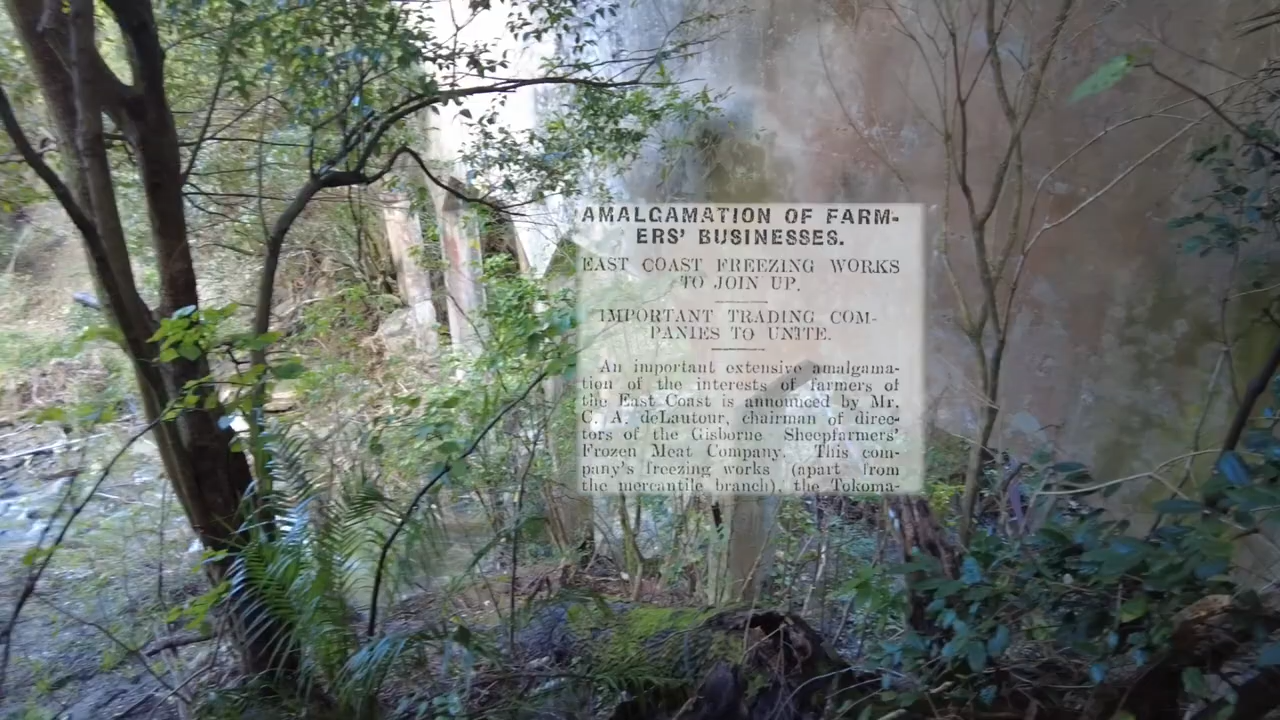 AMALGAMATION OF FARM-
ERS' BUSINESSES.
EAST COAST FREEZING WORKS
TO JOIN UP.
IMPORTANT TRADING COM-
PANIES TO UNITE.
An important extensive amalgama-
tion of the interests of farmers of
the East Coast is announced by Mr.
C. A. deLautour, chairman of direc-
tors of the Gisborne Sheepfarmers'
Frozen Meat Company. This com-
pany's freezing works (apart from
the mercantile branch), the Tokoma-